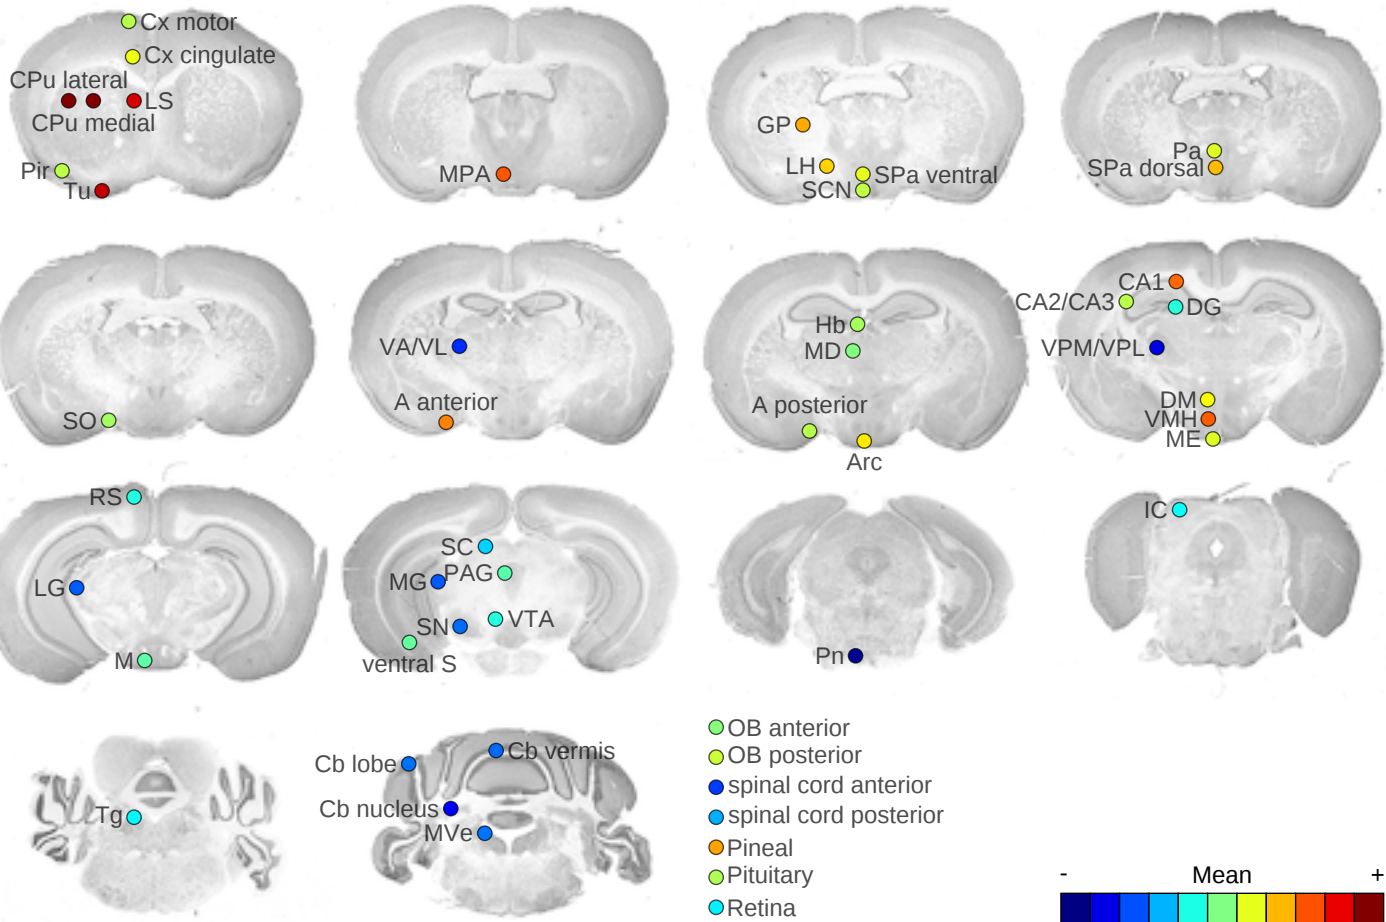 Cx motor
Cx cingulate
CPu lateral
LS
CPu medial
Pir
Tu
MPA
GP
LH
SPa ventral
SCN
Pa
SPa dorsal
SO
VA/VL
A anterior
Hb
MD
A posterior
Arc
CA1
CA2/CA3
DG
VPM/VPL
DM
VMH
ME
RS
LG
M
SC
MG
PAG
SN
VTA
ventral S
Pn
IC
Tg
Cb lobe
Cb vermis
Cb nucleus
MVe
OB anterior
OB posterior
spinal cord anterior
spinal cord posterior
Pineal
Pituitary
Retina
- Mean +